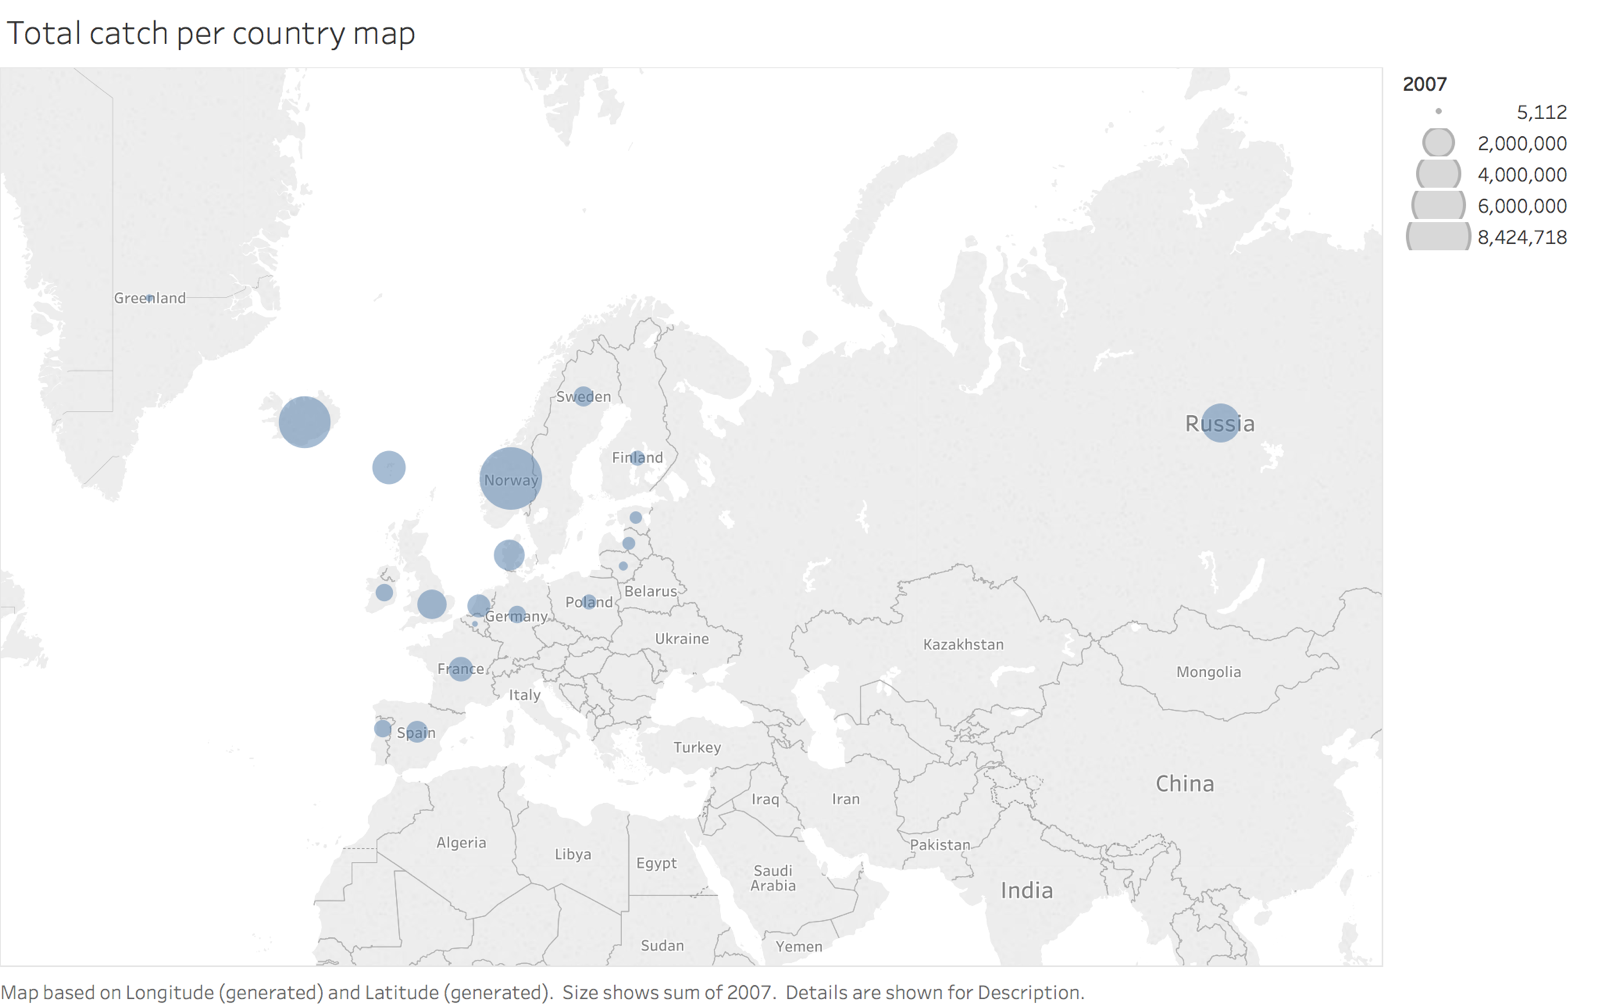 Total catch per country map
2007
5,112
2,000,000
4,000,000
6,000,000
8,424,718
Greenland
Sweden
Russia
Finland
Norway
Belarus
Poland
Germany
Ukraine
Kazakhstan
France
Mongolia
Italy
Spain
Turkey
China
Iraq
Iran
Algeria
Pakistan
Libya
Egypt
Saudi
Arabia
India
Sudan
Yemen
Map based on Longitude (generated) and Latitude (generated).  Size shows sum of 2007.  Details are shown for Description.